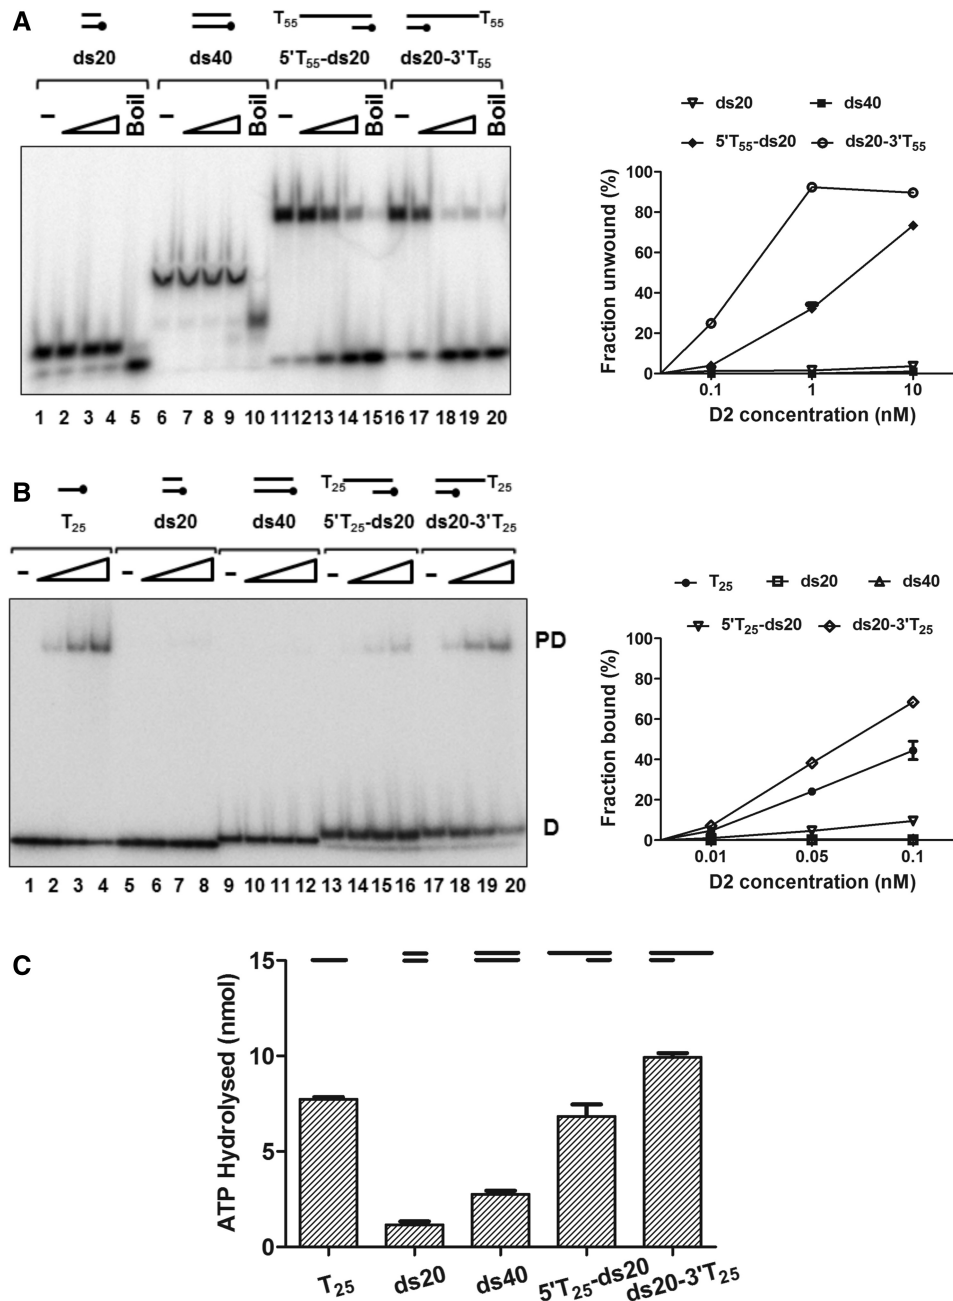 A
T55 T55
ds20 ds40 5'T55-ds20 ds20-3'T55
– Boil – Boil – Boil – Boil
1 2 3 4 5 6 7 8 9 10 11 12 13 14 15 16 17 18 19 20
ds20 ds40
5'T55-ds20 ds20-3'T55
Fraction unwound (%)
100
80
60
40
20
0
0.1 1 10
D2 concentration (nM)
B
T25 T25
T25 ds20 ds40 5'T25-ds20 ds20-3'T25
– – – – –
PD
D
1 2 3 4 5 6 7 8 9 10 11 12 13 14 15 16 17 18 19 20
T25 ds20 ds40
5'T25-ds20 ds20-3'T25
Fraction bound (%)
100
80
60
40
20
0
0.01 0.05 0.1
D2 concentration (nM)
C
ATP Hydrolysed (nmol)
15
10
5
0
T25 ds20 ds40 5'T25-ds20 ds20-3'T25